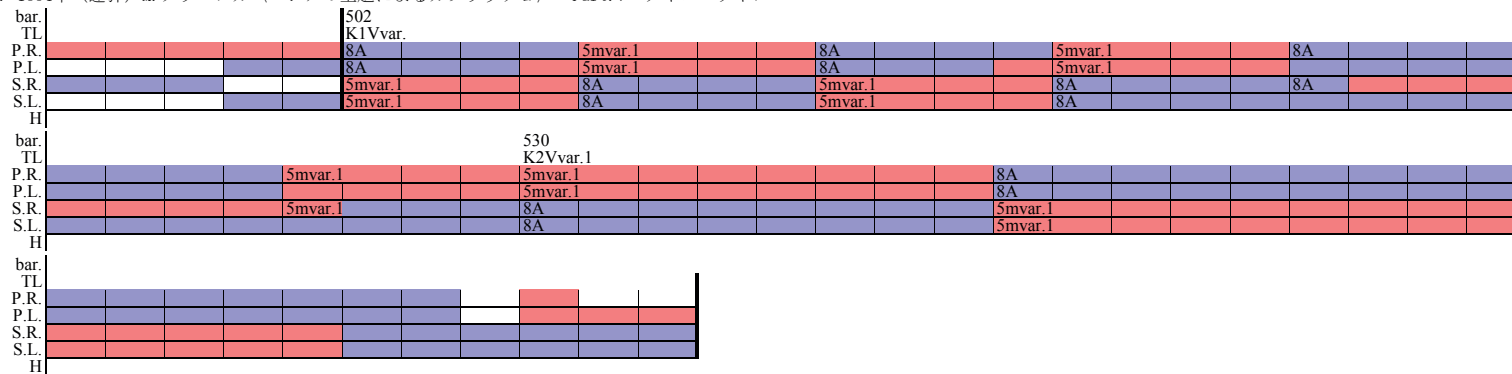 bar. 502
TL K1Vvar.
P.R. 8A 5mvar.1 8A 5mvar.1 8A
P.L. 8A 5mvar.1 8A 5mvar.1
S.R. 5mvar.1 8A 5mvar.1 8A 8A
S.L. 5mvar.1 8A 5mvar.1 8A
H
bar. 530
TL K2Vvar.1
P.R. 5mvar.1 5mvar.1 8A
P.L. 5mvar.1 8A
S.R. 5mvar.1 8A 5mvar.1
S.L. 8A 5mvar.1
H
bar.
TL
P.R.
P.L.
S.R.
S.L.
H